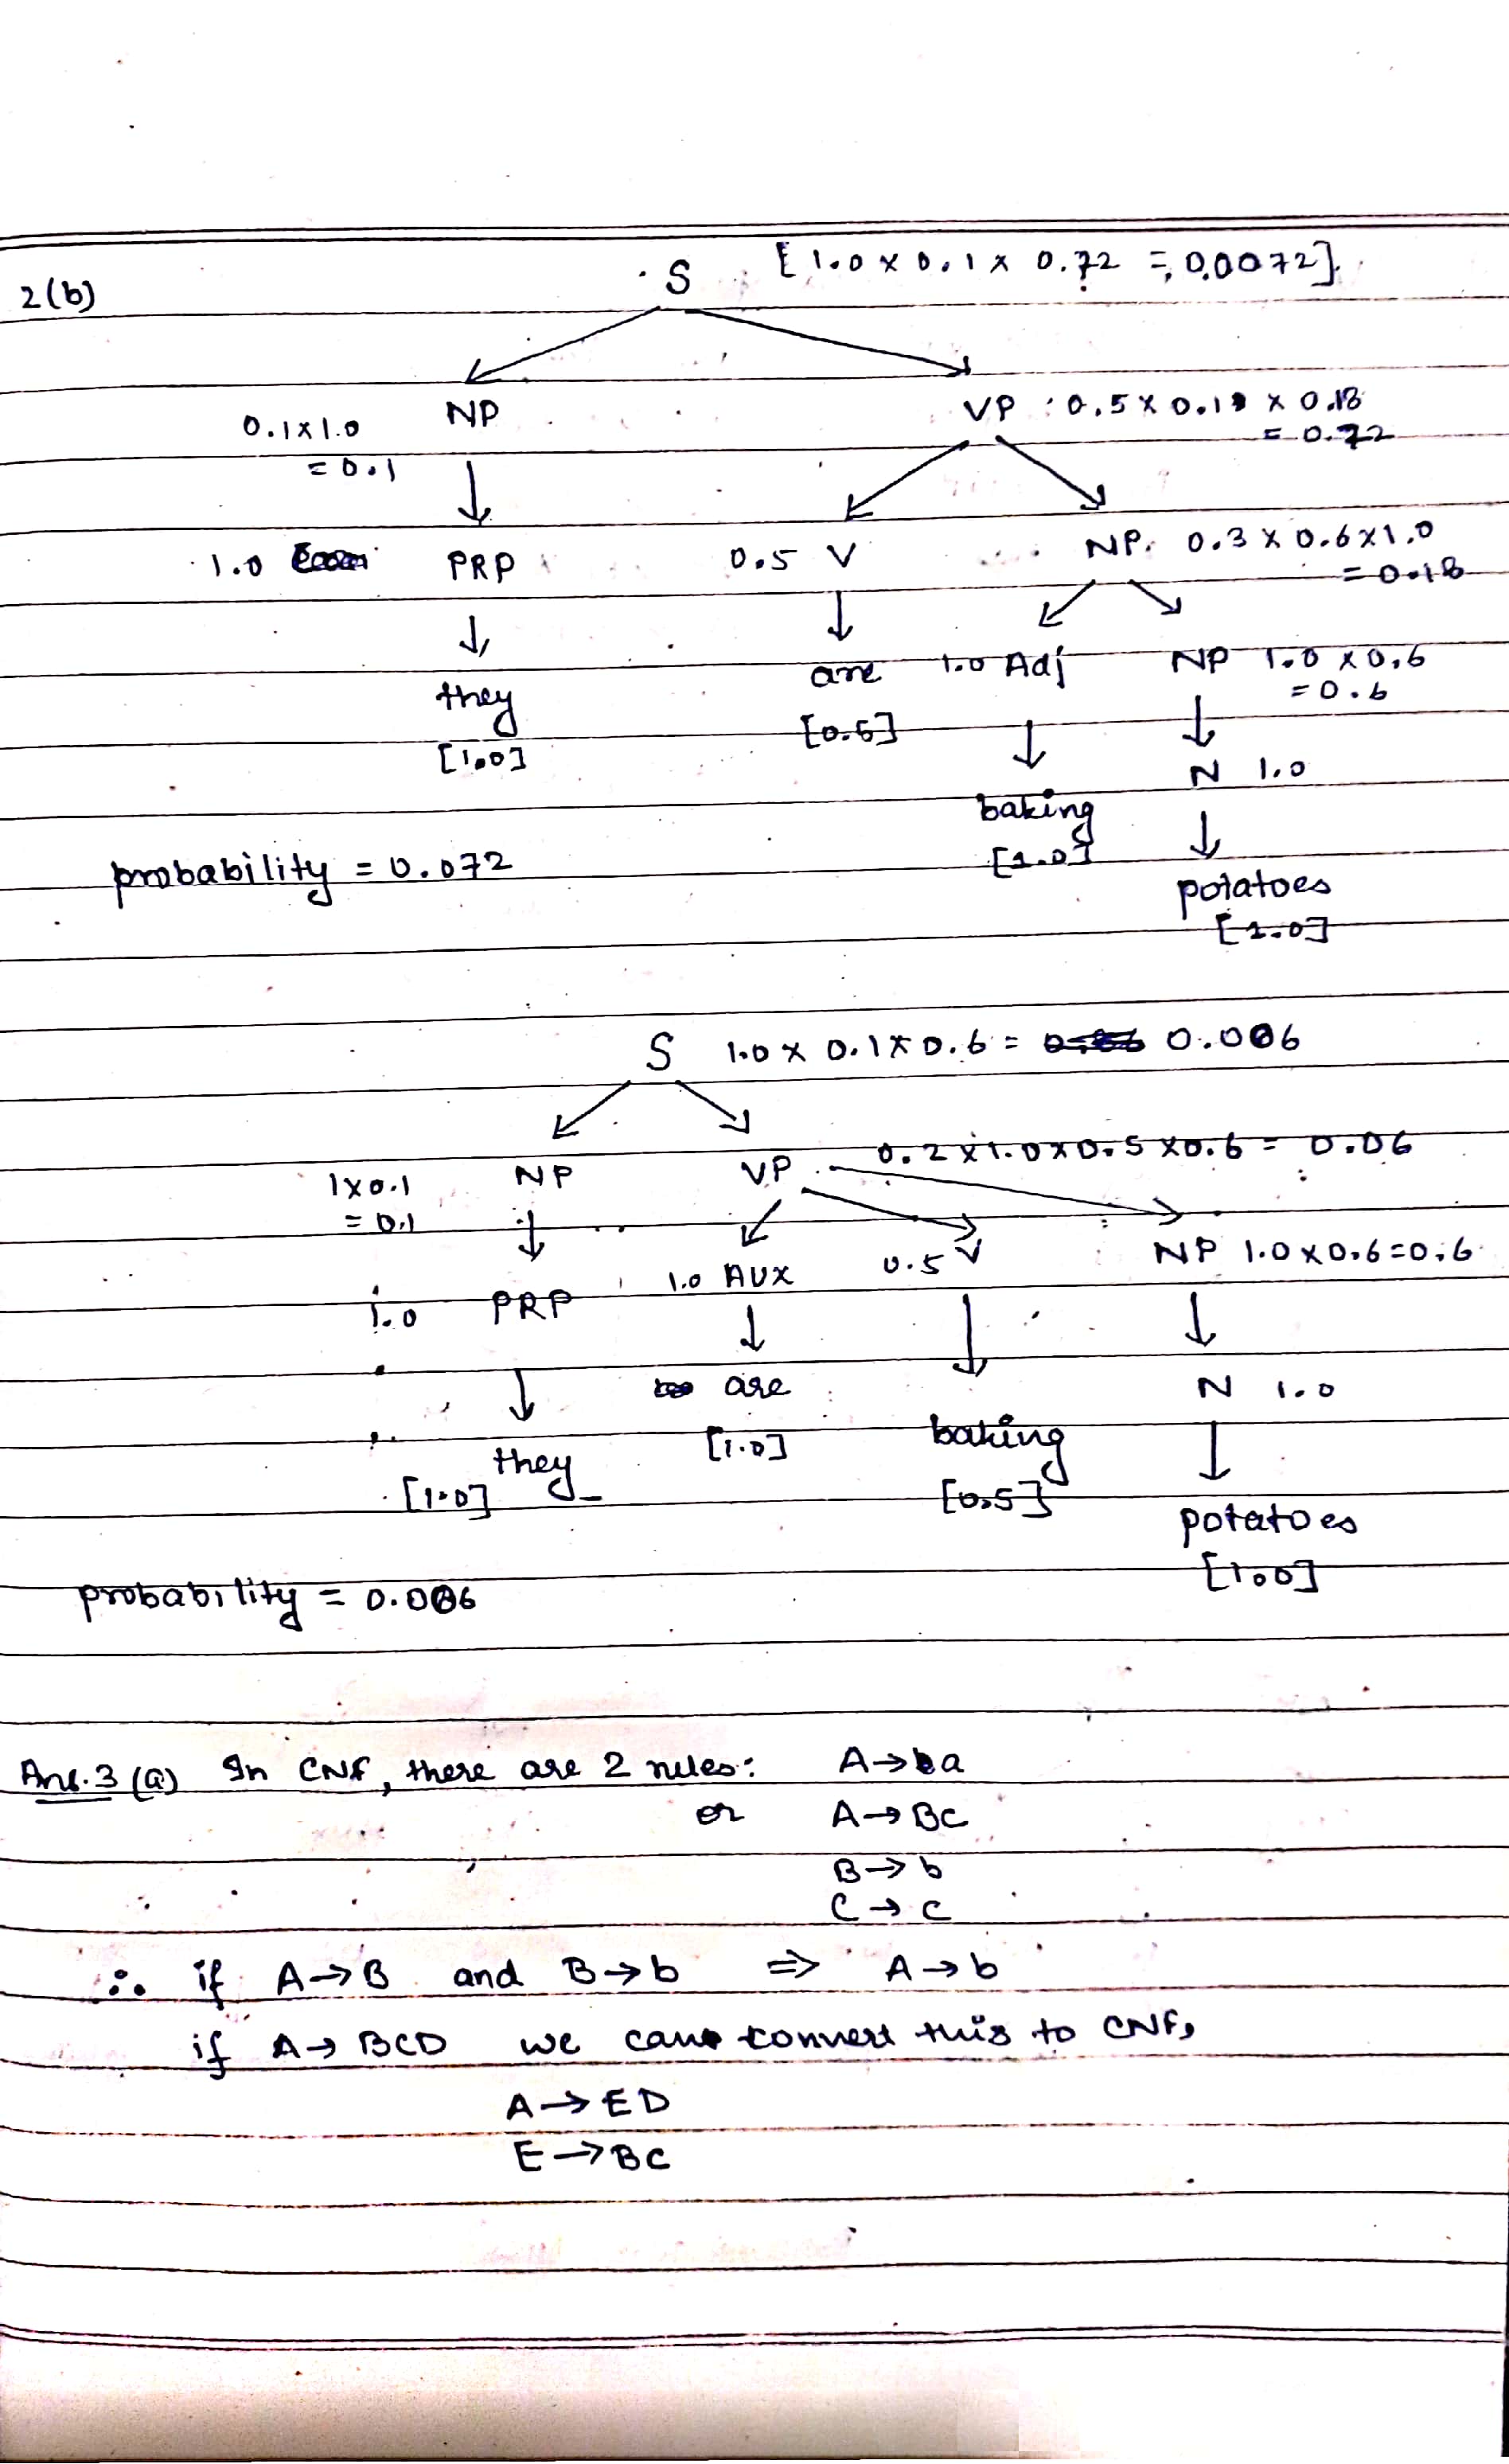 2(b)
S [1.0 x 0.1 x 0.72 = 0.0072]
NP VP : 0.5 x 0.1 x 0.18
0.1x1.0 = 0.72
= 0.1
1.0 PRP 0.5 V NP. 0.3 x 0.6x1.0
= 0.18
they are 1.0 Adj NP 1.0 x 0.6
= 0.6
[1.0] [0.5]
N 1.0
baking
[1.0]
probability = 0.072
potatoes
[1.0]
S 1.0 x 0.1 x 0.6 = 0.006
NP VP 0.2 x 1.0 x 0.5 x 0.6 = 0.06
1x0.1
= 0.1
1.0 PRP 1.0 AUX 0.5 V NP 1.0 x 0.6 = 0.6
are N 1.0
they [1.0] baking
[1.0] [0.5]
potatoes
[1.0]
probability = 0.006
Ans.3 (a) In CNF, there are 2 rules: A→a
or A→BC
B→b
C→c
∴ if A→B and B→b ⇒ A→b
if A→BCD we can convert this to CNF,
A→ED
E→BC